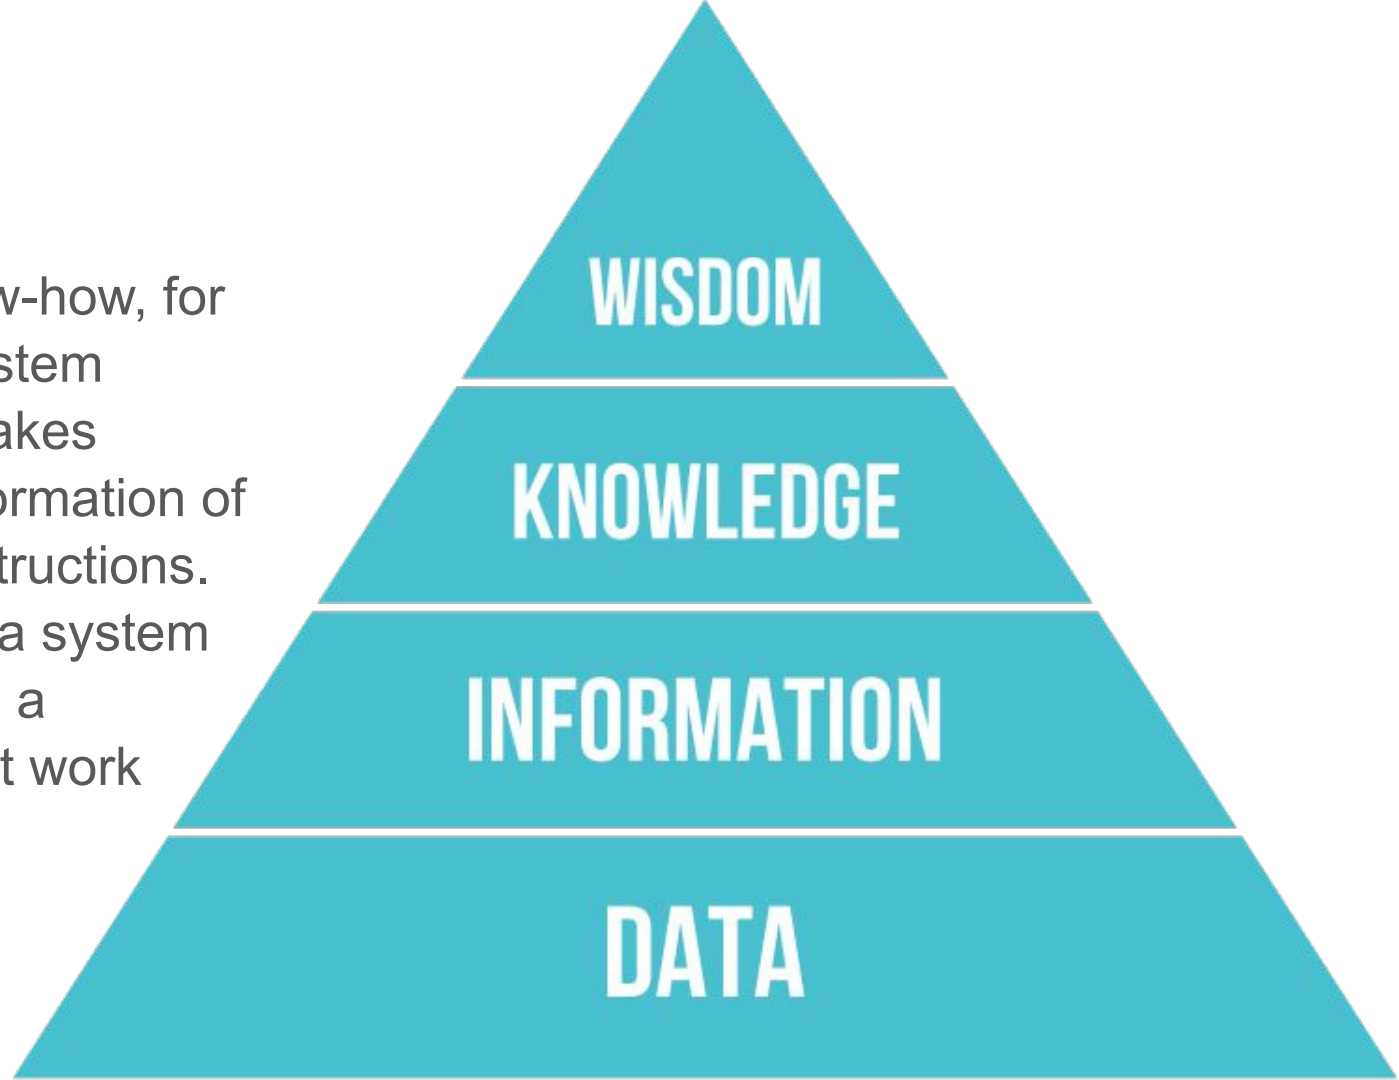 w-how, for
stem
akes
ormation of
tructions.
a system
a
t work
WISDOM
KNOWLEDGE
INFORMATION
DATA